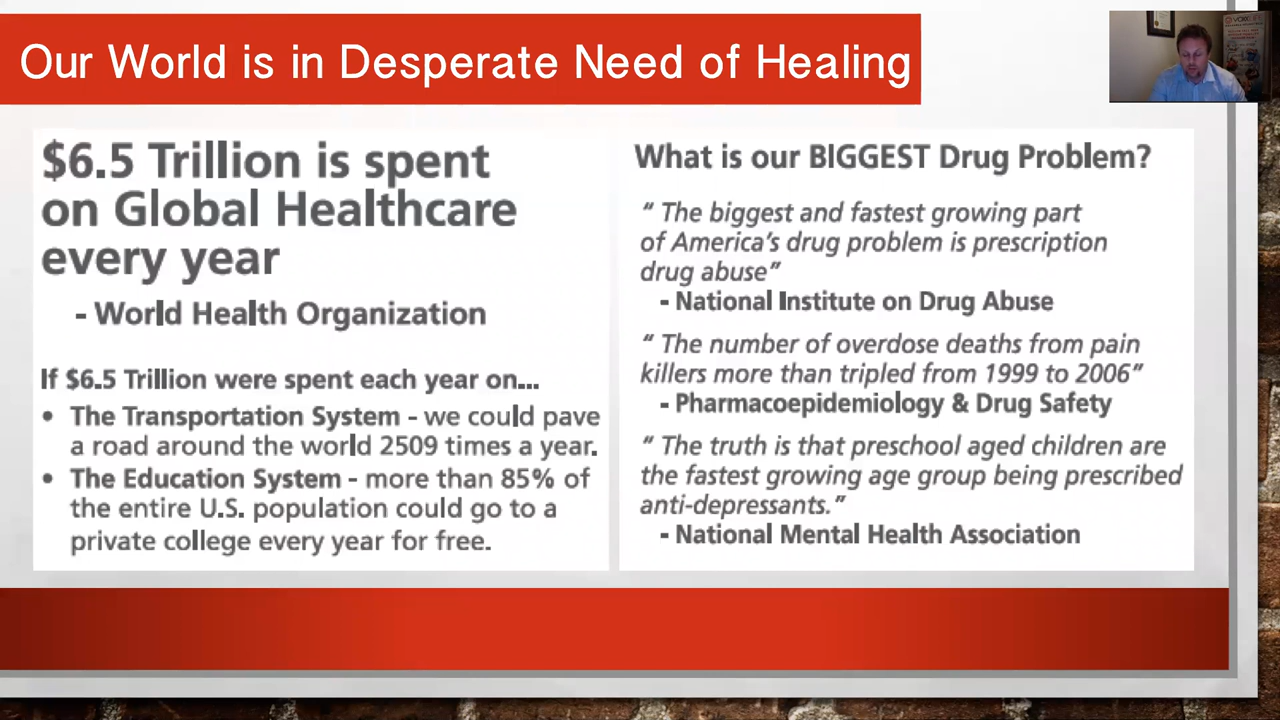 Our World is in Desperate Need of Healing
$6.5 Trillion is spent
on Global Healthcare
every year
- World Health Organization
If $6.5 Trillion were spent each year on...
• The Transportation System - we could pave
a road around the world 2509 times a year.
• The Education System - more than 85% of
the entire U.S. population could go to a
private college every year for free.
What is our BIGGEST Drug Problem?
“ The biggest and fastest growing part
of America’s drug problem is prescription
drug abuse”
- National Institute on Drug Abuse
“ The number of overdose deaths from pain
killers more than tripled from 1999 to 2006”
- Pharmacoepidemiology & Drug Safety
“ The truth is that preschool aged children are
the fastest growing age group being prescribed
anti-depressants.”
- National Mental Health Association